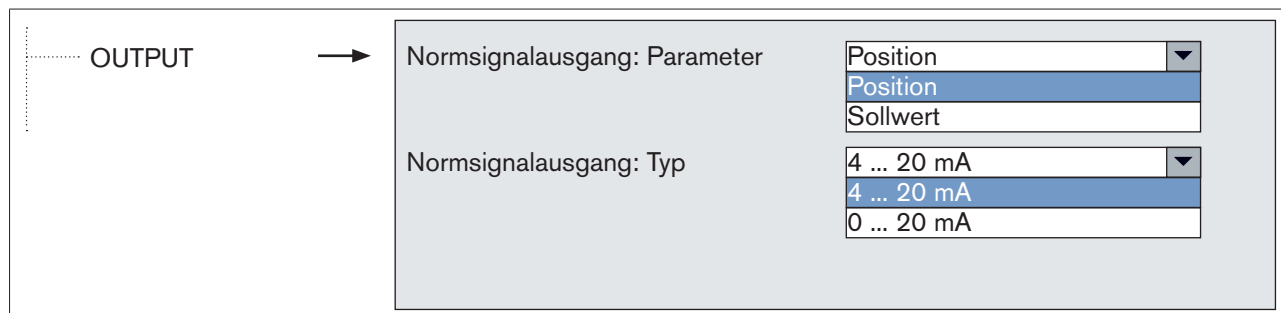 OUTPUT
Normsignalausgang: Parameter
Position
Position
Sollwert
Normsignalausgang: Typ
4 ... 20 mA
4 ... 20 mA
0 ... 20 mA